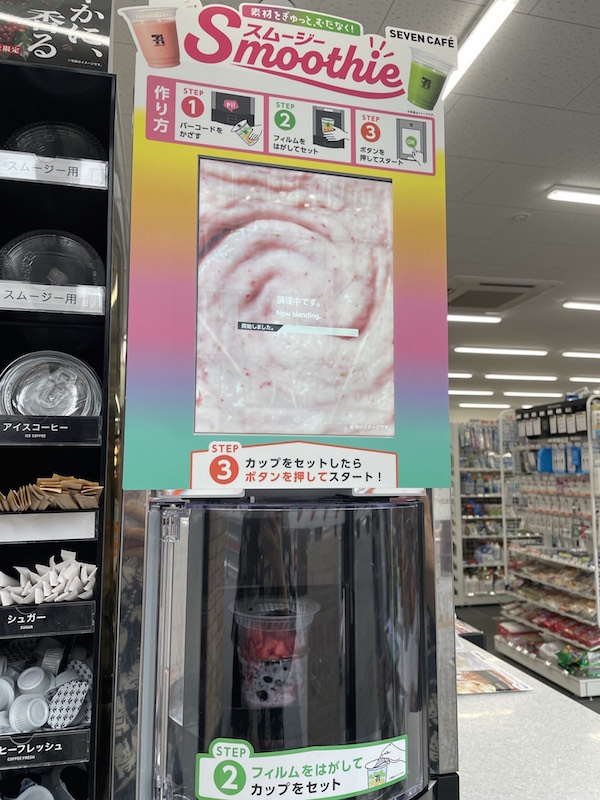 かに、
香る
素材をぎゅっと、むだなく!
スムージー
Smoothie
SEVEN CAFÉ
作り方
STEP
1
バーコードを
かざす
STEP
2
フィルムを
はがしてセット
STEP
3
ボタンを
押してスタート
OK
調理中です。
Now blending.
開始しました。
STEP
3
カップをセットしたら
ボタンを押してスタート!
スムージー用
スムージー用
アイスコーヒー
ICE COFFEE
シュガー
SUGAR
ヒーフレッシュ
COFFEE FRESH
STEP
2
フィルムをはがして
カップをセット